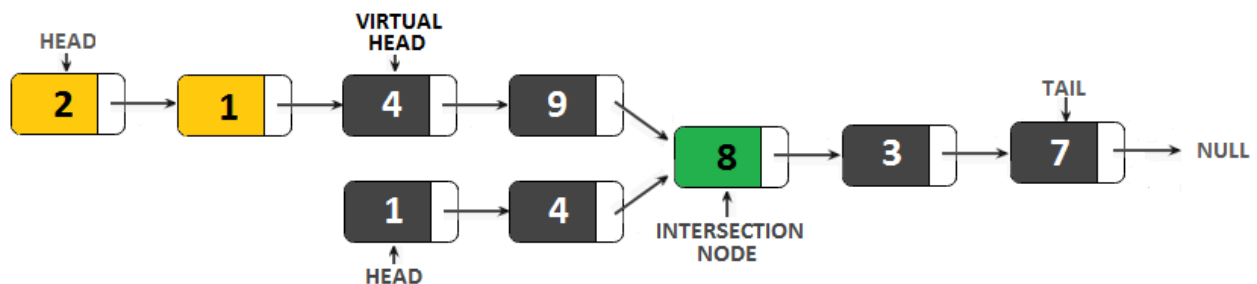 VIRTUAL
HEAD
HEAD
2
1
4
9
TAIL
8
3
7
NULL
1
4
INTERSECTION
NODE
HEAD